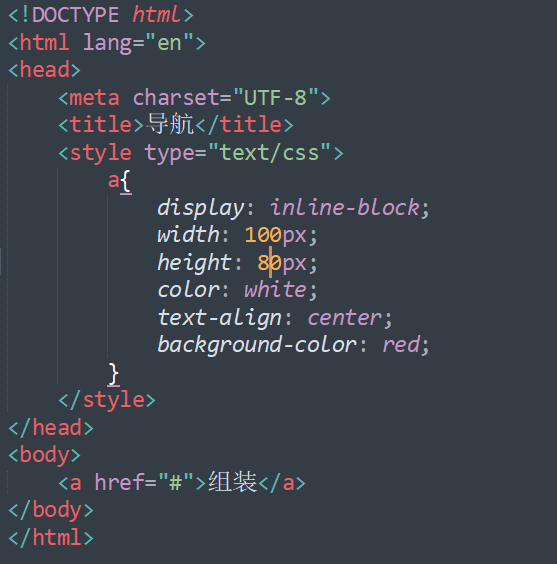 <!DOCTYPE html>
<html lang="en">
<head>
    <meta charset="UTF-8">
    <title>导航</title>
    <style type="text/css">
        a{
            display: inline-block;
            width: 100px;
            height: 80px;
            color: white;
            text-align: center;
            background-color: red;
        }
    </style>
</head>
<body>
    <a href="#">组装</a>
</body>
</html>